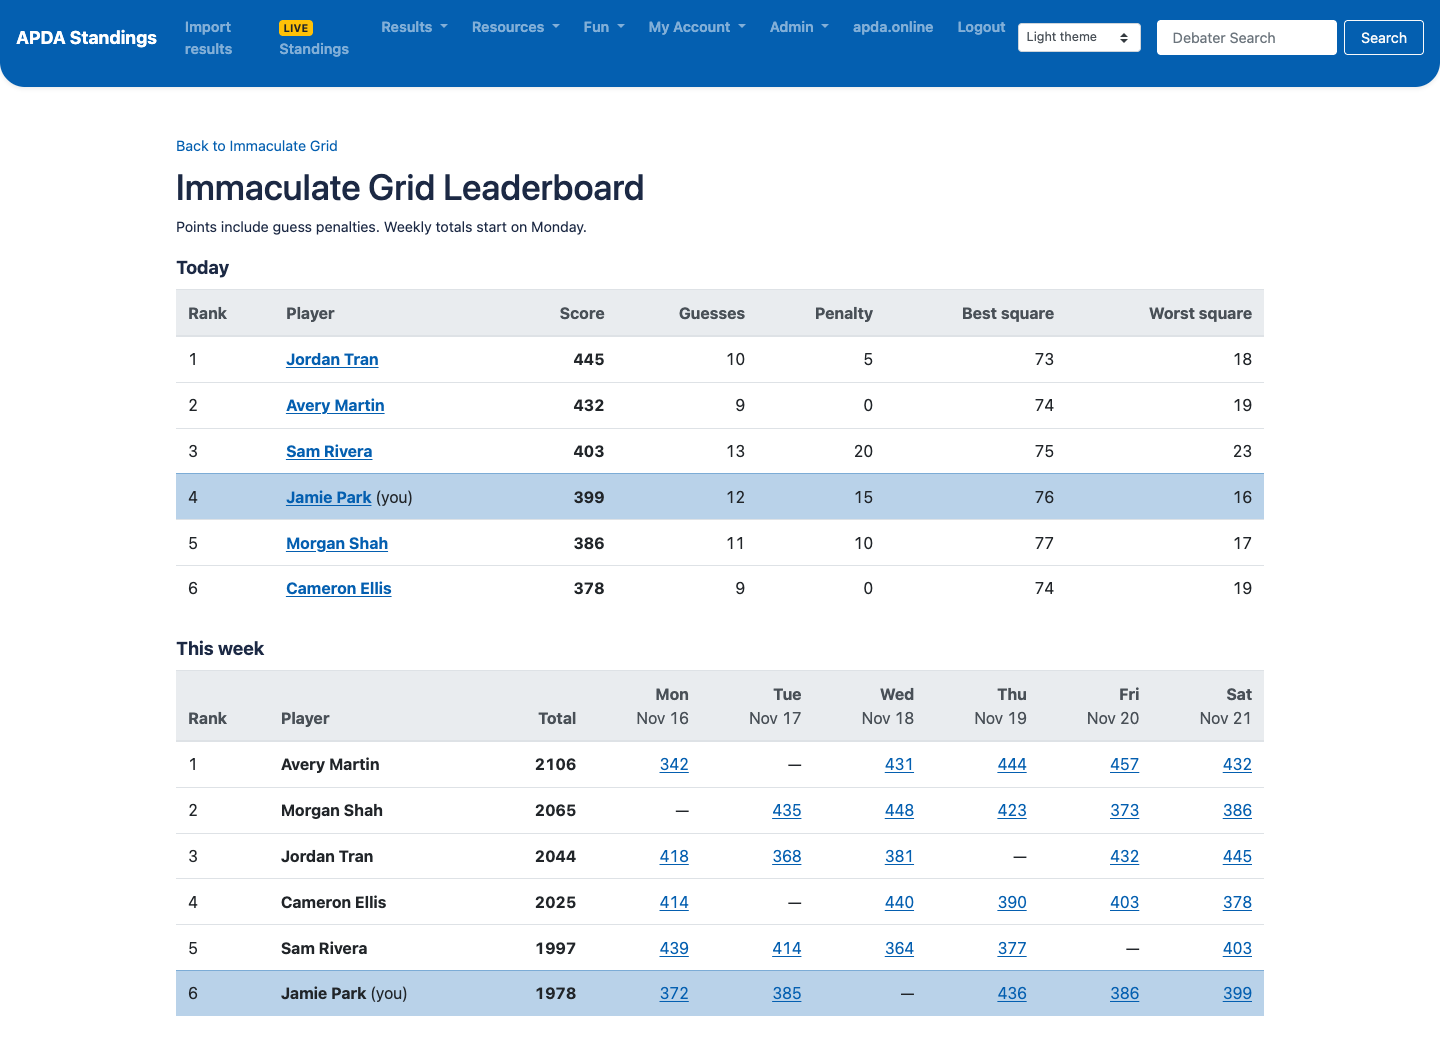 APDA Standings
Import results
LIVE Standings
Results
Resources
Fun
My Account
Admin
apda.online
Logout
Light theme
Debater Search
Search
Back to Immaculate Grid
Immaculate Grid Leaderboard
Points include guess penalties. Weekly totals start on Monday.
Today
Rank Player Score Guesses Penalty Best square Worst square
1 Jordan Tran 445 10 5 73 18
2 Avery Martin 432 9 0 74 19
3 Sam Rivera 403 13 20 75 23
4 Jamie Park (you) 399 12 15 76 16
5 Morgan Shah 386 11 10 77 17
6 Cameron Ellis 378 9 0 74 19
This week
Mon Tue Wed Thu Fri Sat
Rank Player Total Nov 16 Nov 17 Nov 18 Nov 19 Nov 20 Nov 21
1 Avery Martin 2106 342 — 431 444 457 432
2 Morgan Shah 2065 — 435 448 423 373 386
3 Jordan Tran 2044 418 368 381 — 432 445
4 Cameron Ellis 2025 414 — 440 390 403 378
5 Sam Rivera 1997 439 414 364 377 — 403
6 Jamie Park (you) 1978 372 385 — 436 386 399